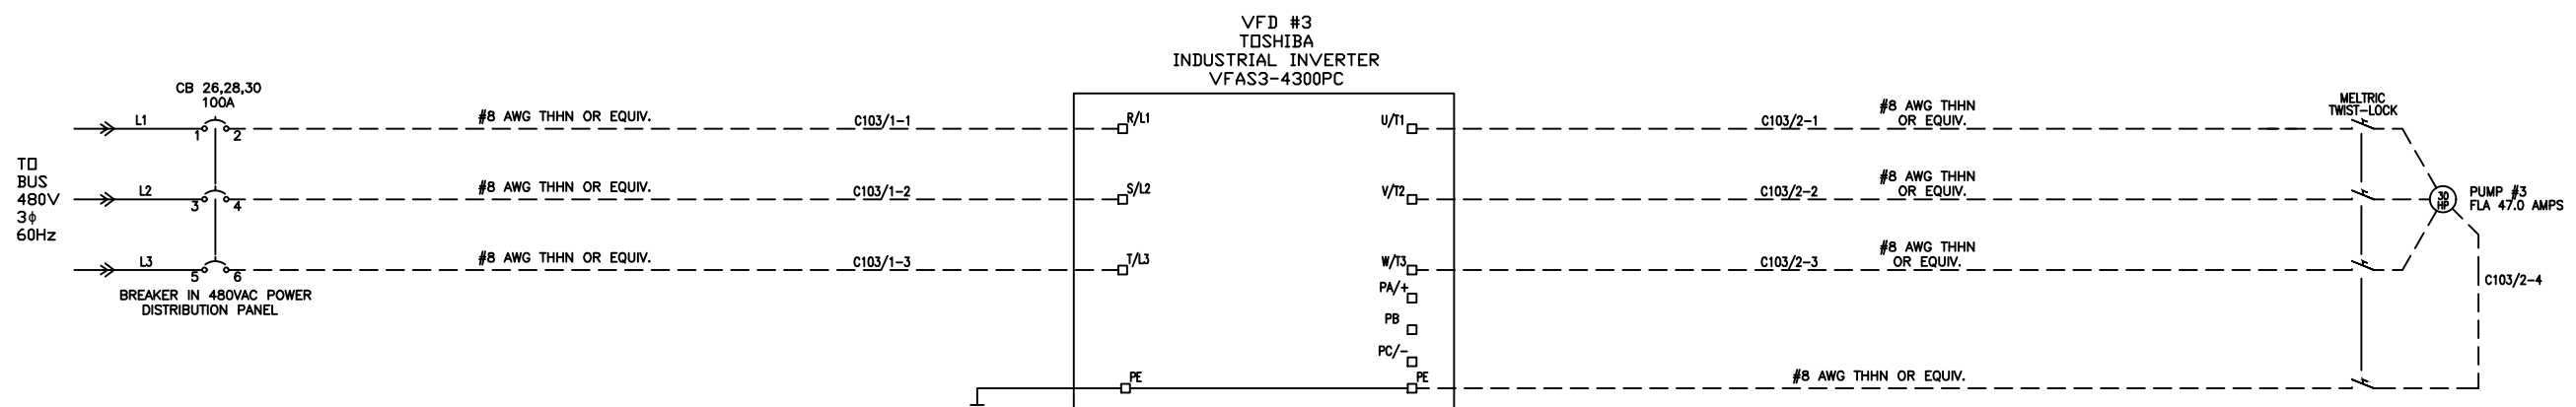 VFD #3
TOSHIBA
INDUSTRIAL INVERTER
VFAS3-4300PC
CB 26,28,30
100A
TO
BUS
480V
3ϕ
60Hz
L1
1
2
#8 AWG THHN OR EQUIV.
C103/1-1
R/L1
U/T1
C103/2-1
#8 AWG THHN
OR EQUIV.
MELTRIC
TWIST-LOCK
L2
3
4
#8 AWG THHN OR EQUIV.
C103/1-2
S/L2
V/T2
C103/2-2
#8 AWG THHN
OR EQUIV.
30
HP
PUMP #3
FLA 47.0 AMPS
L3
5
6
#8 AWG THHN OR EQUIV.
C103/1-3
T/L3
W/T3
C103/2-3
#8 AWG THHN
OR EQUIV.
C103/2-4
BREAKER IN 480VAC POWER
DISTRIBUTION PANEL
PA/+
PB
PC/-
PE
PE
#8 AWG THHN OR EQUIV.